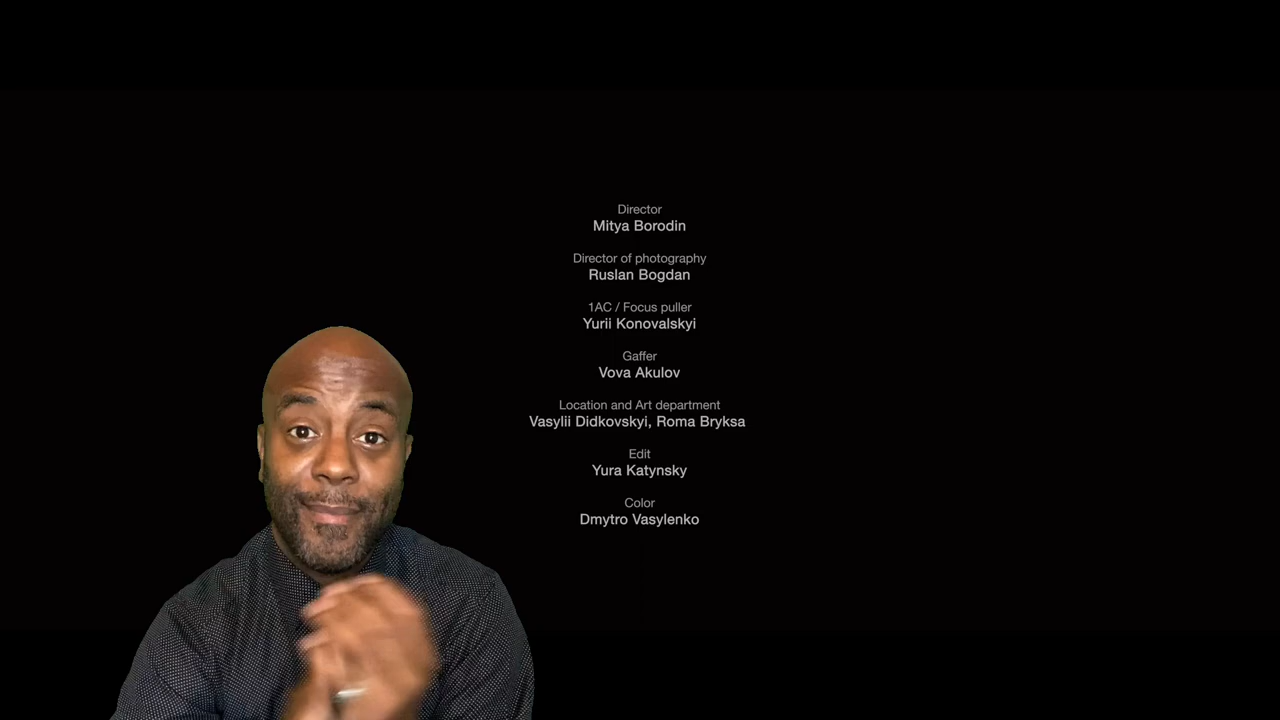 Director
Mitya Borodin
Director of photography
Ruslan Bogdan
1AC / Focus puller
Yurii Konovalskyi
Gaffer
Vova Akulov
Location and Art department
Vasylii Didkovskyi, Roma Bryksa
Edit
Yura Katynsky
Color
Dmytro Vasylenko